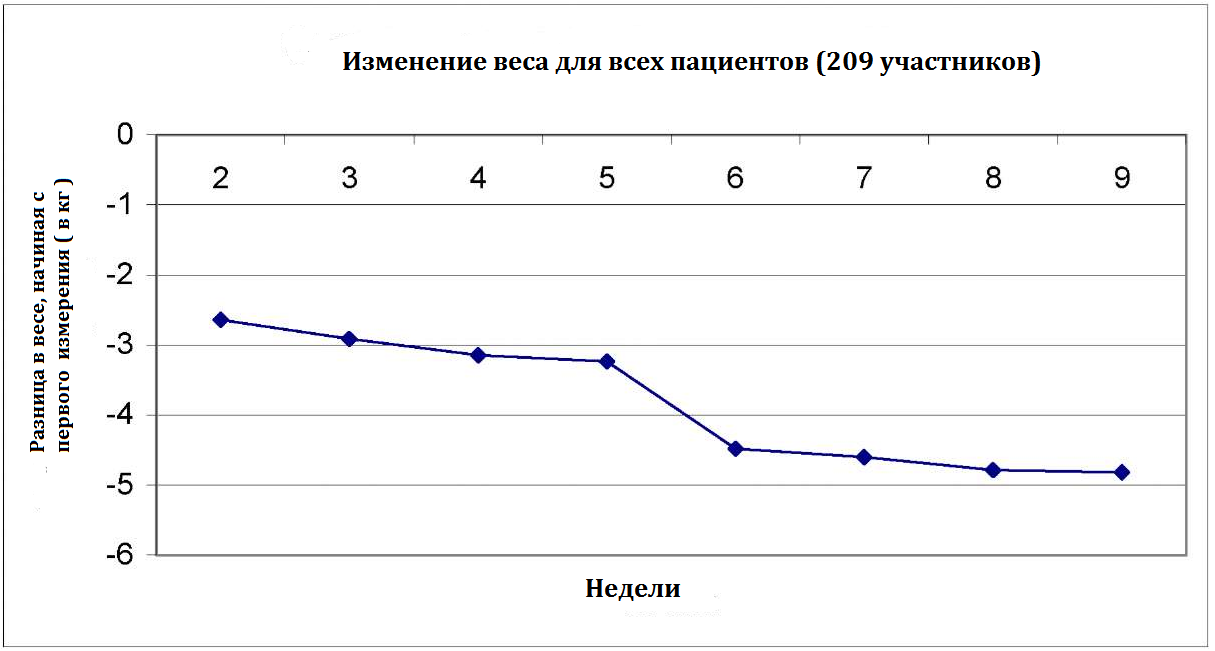 Изменение веса для всех пациентов (209 участников)
Разница в весе, начиная с
первого измерения ( в кг )
0
-1
-2
-3
-4
-5
-6
2 3 4 5 6 7 8 9
Недели